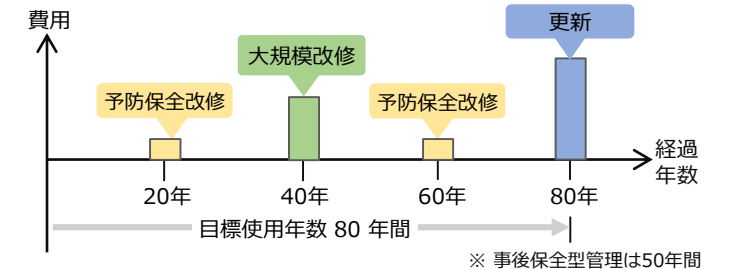 費用
更新
大規模改修
予防保全改修
予防保全改修
経過
年数
20年
40年
60年
80年
目標使用年数 80 年間
※ 事後保全型管理は50年間